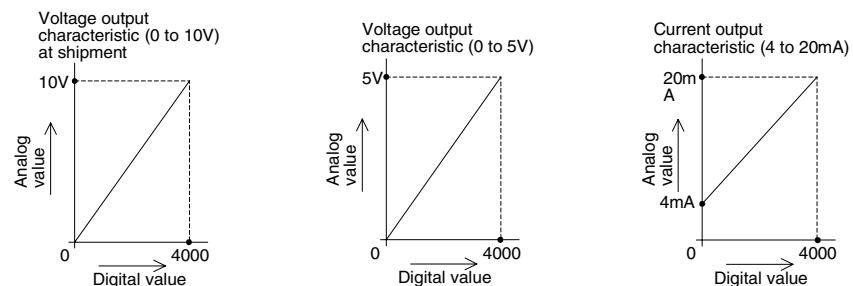 Voltage output
characteristic (0 to 10V)
at shipment
10V
Analog
value
0
4000
Digital value
Voltage output
characteristic (0 to 5V)
5V
Analog
value
0
4000
Digital value
Current output
characteristic (4 to 20mA)
20m
A
Analog
value
4mA
0
4000
Digital value